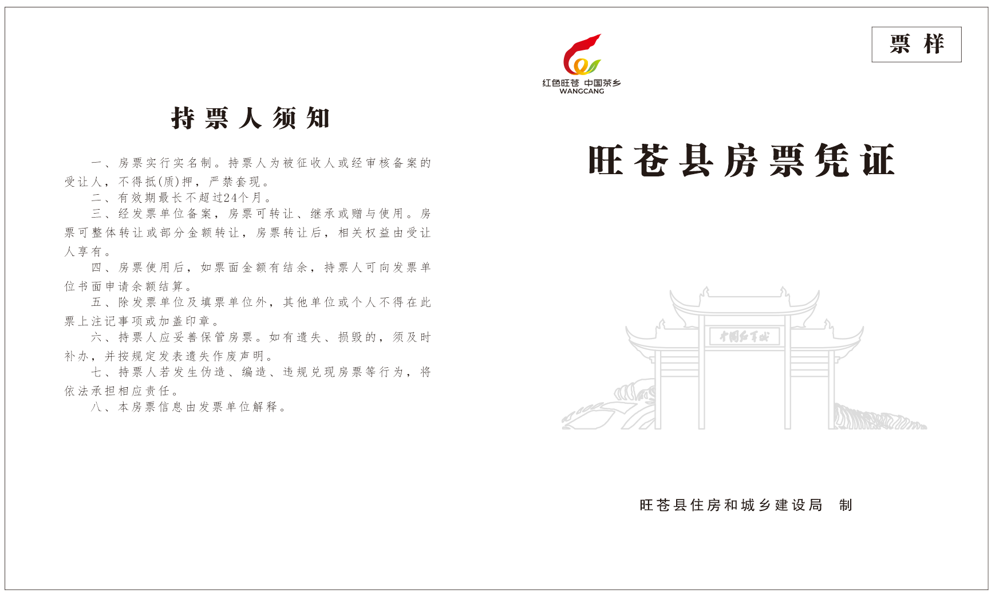 持票人须知
一、房票实行实名制。持票人为被征收人或经审核备案的
受让人，不得抵(质)押，严禁套现。
二、有效期最长不超过24个月。
三、经发票单位备案，房票可转让、继承或赠与使用。房
票可整体转让或部分金额转让，房票转让后，相关权益由受让
人享有。
四、房票使用后，如票面金额有结余，持票人可向发票单
位书面申请余额结算。
五、除发票单位及填票单位外，其他单位或个人不得在此
票上注记事项或加盖印章。
六、持票人应妥善保管房票。如有遗失、损毁的，须及时
补办，并按规定发表遗失作废声明。
七、持票人若发生伪造、编造、违规兑现房票等行为，将
依法承担相应责任。
八、本房票信息由发票单位解释。
票样
红色旺苍 中国茶乡
WANGCANG
旺苍县房票凭证
中国红军城
旺苍县住房和城乡建设局 制